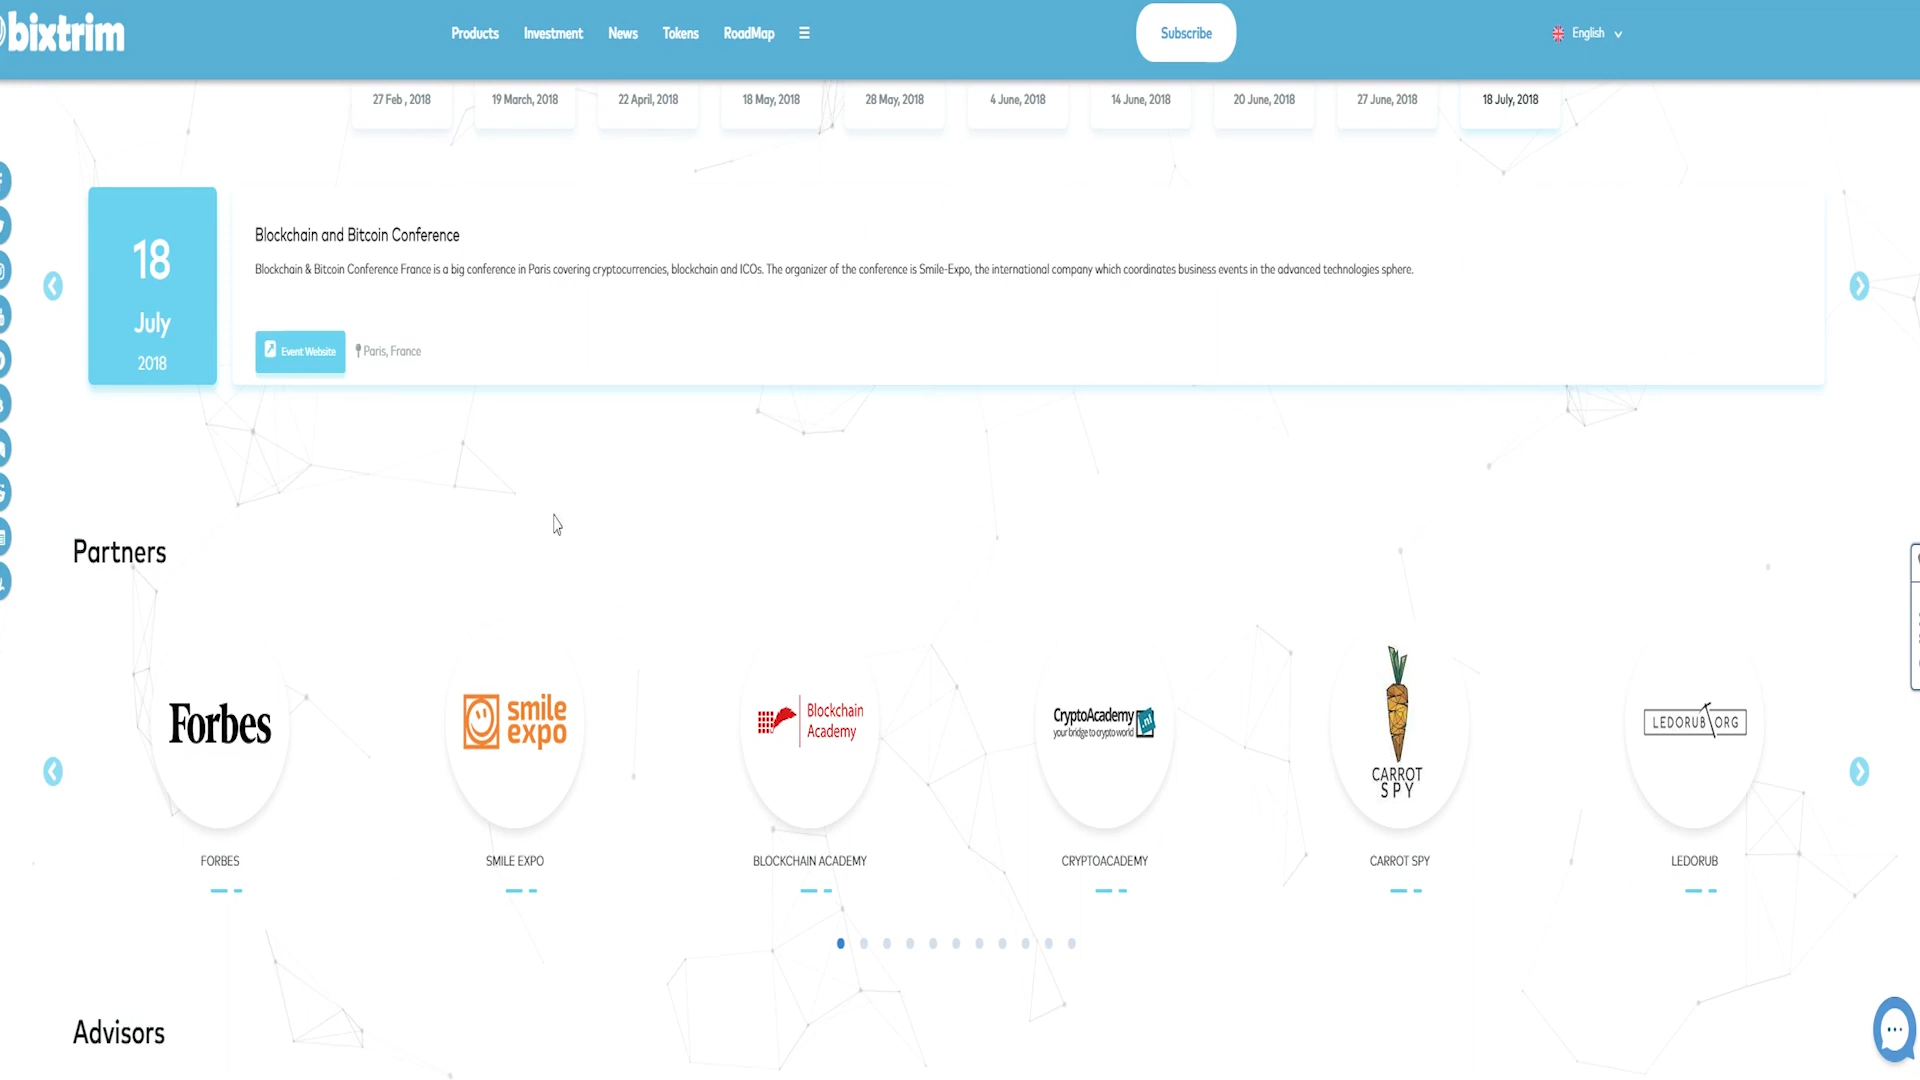 bixtrim
Products Investment News Tokens RoadMap
Subscribe
English
27 Feb , 2018 19 March, 2018 22 April, 2018 18 May, 2018 28 May, 2018 4 June, 2018 14 June, 2018 20 June, 2018 27 June, 2018 18 July, 2018
18
July
2018
Blockchain and Bitcoin Conference
Blockchain & Bitcoin Conference France is a big conference in Paris covering cryptocurrencies, blockchain and ICOs. The organizer of the conference is Smile-Expo, the international company which coordinates business events in the advanced technologies sphere.
Event Website Paris, France
Partners
Forbes
smile
expo
Blockchain
Academy
CryptoAcademy .nl
your bridge to crypto world
CARROT
SPY
LEDORUB ORG
FORBES SMILE EXPO BLOCKCHAIN ACADEMY CRYPTOACADEMY CARROT SPY LEDORUB
Advisors